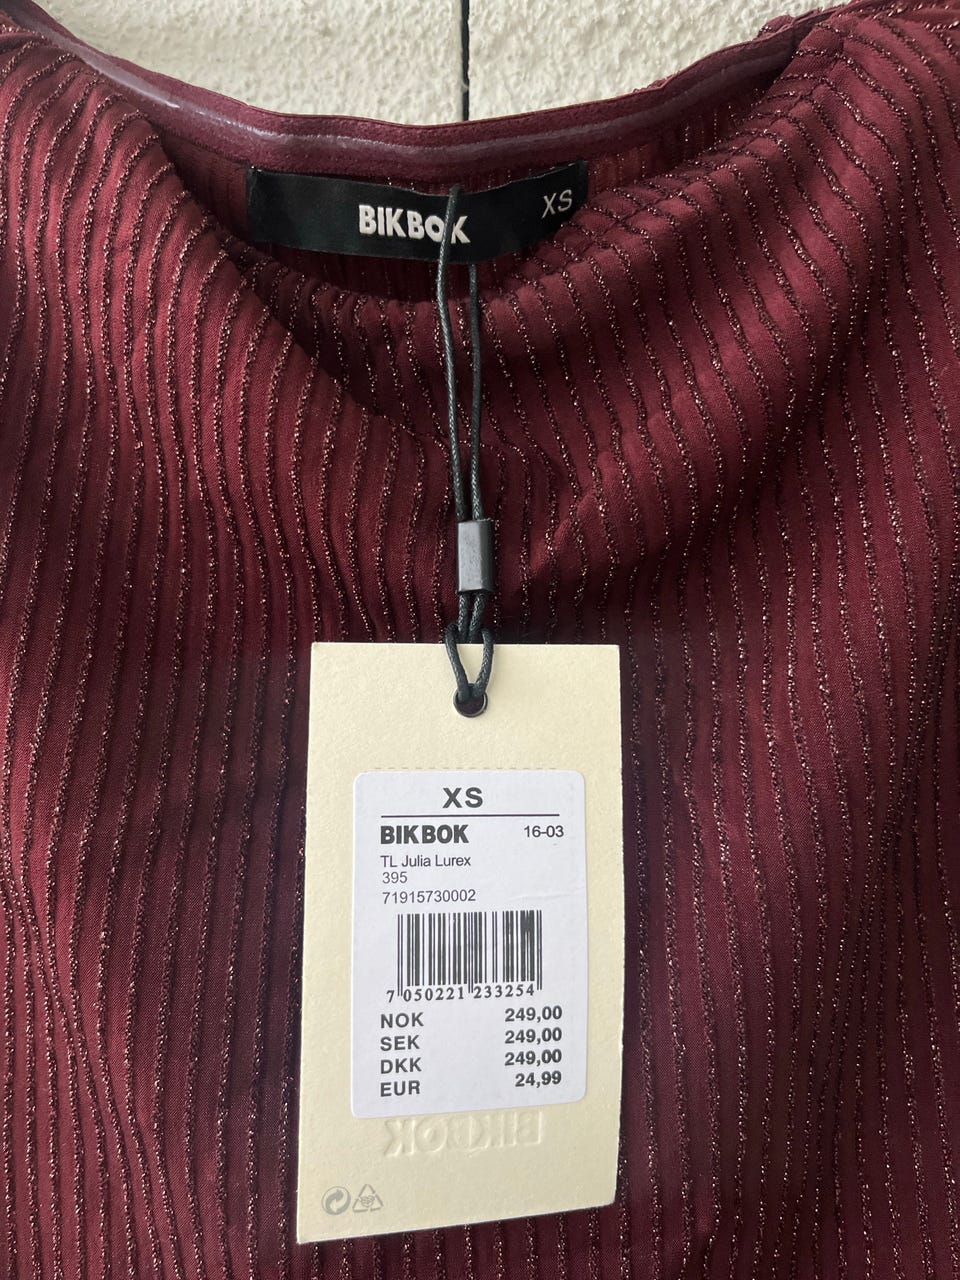 BIKBOK XS
XS
BIKBOK 16-03
TL Julia Lurex
395
71915730002
7 050221 233254
NOK 249,00
SEK 249,00
DKK 249,00
EUR 24,99
BIKBOK